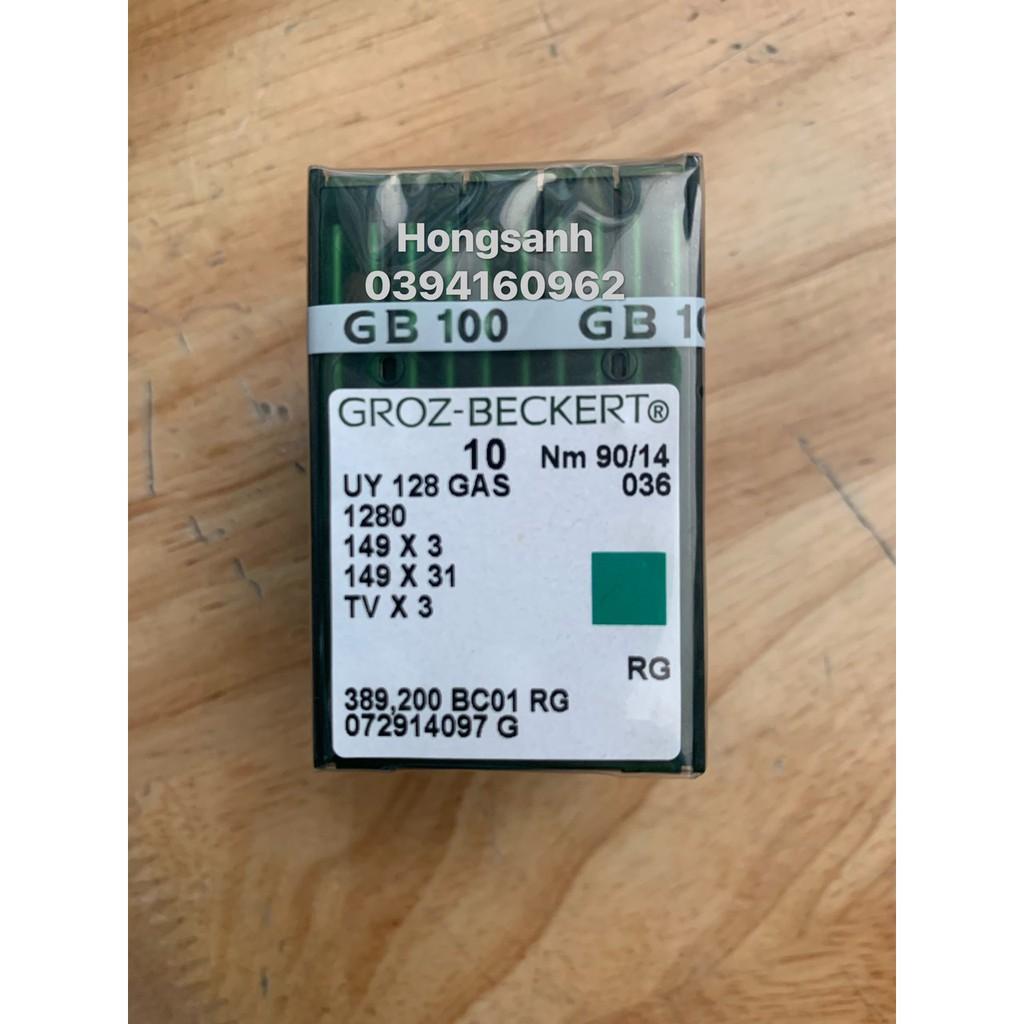 Hongsanh
0394160962
GB 100 GB 10
GROZ-BECKERT®
10 Nm 90/14
UY 128 GAS 036
1280
149 X 3
149 X 31
TV X 3
RG
389,200 BC01 RG
072914097 G